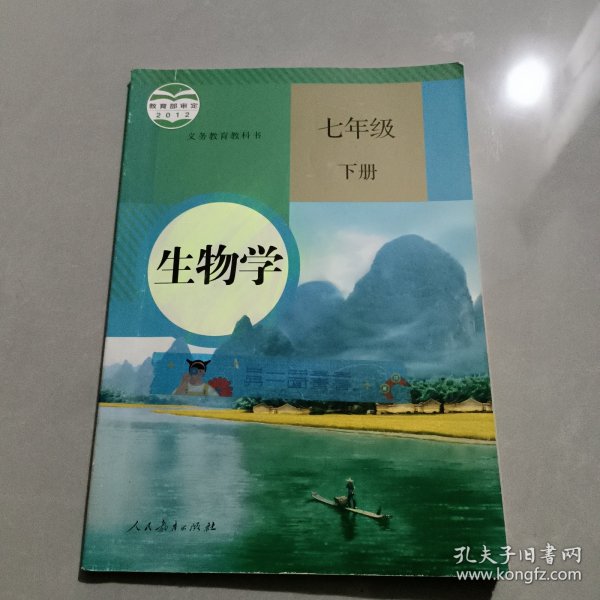 教育部审定
2012
义务教育教科书
七年级
下册
生物学
人民教育出版社
孔夫子旧书网
www.kongfz.com